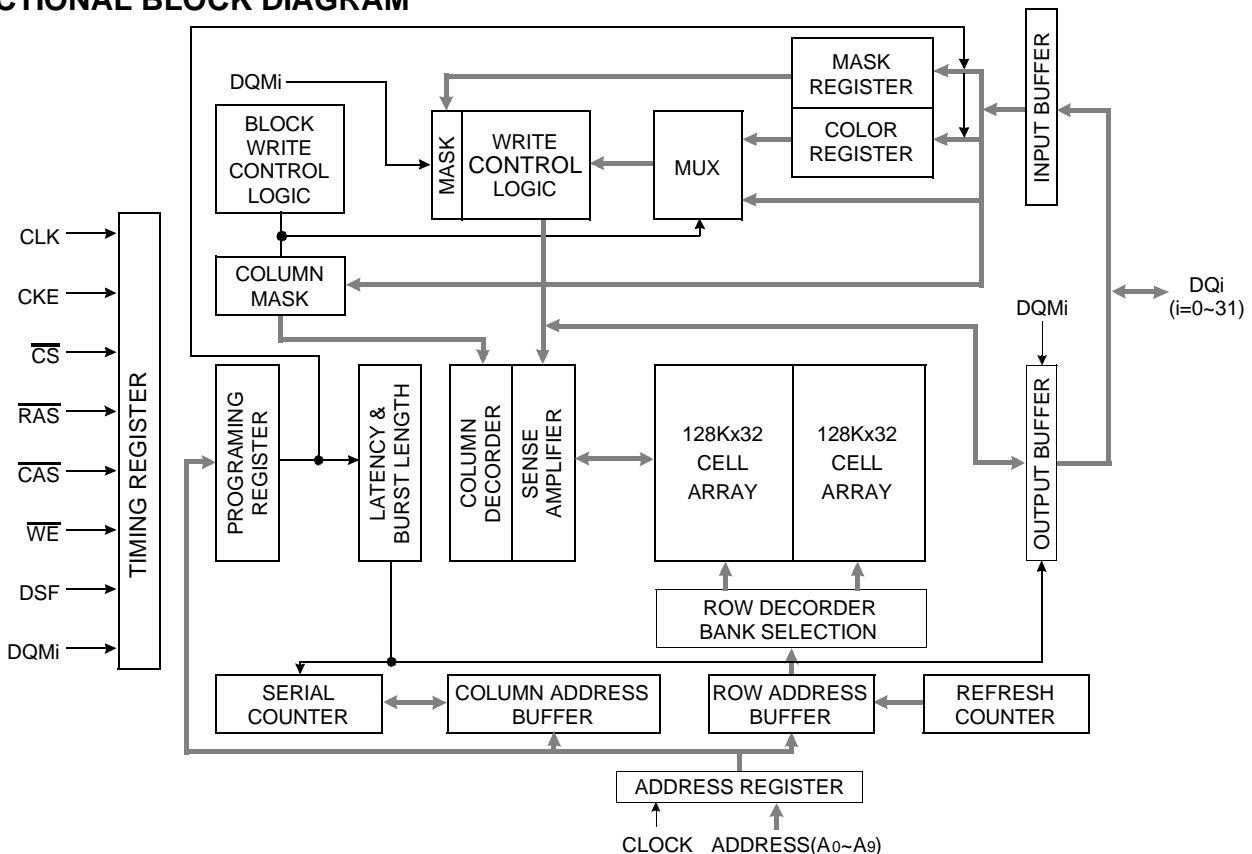 CTIONAL BLOCK DIAGRAM
DQMi
BLOCK
WRITE
CONTROL
LOGIC
MASK
WRITE
CONTROL
LOGIC
MUX
MASK
REGISTER
COLOR
REGISTER
INPUT BUFFER
CLK
CKE
CS
RAS
CAS
WE
DSF
DQMi
TIMING REGISTER
COLUMN
MASK
DQMi
DQi
(i=0~31)
PROGRAMING
REGISTER
LATENCY &
BURST LENGTH
COLUMN
DECORDER
SENSE
AMPLIFIER
128Kx32
CELL
ARRAY
128Kx32
CELL
ARRAY
OUTPUT BUFFER
ROW DECORDER
BANK SELECTION
SERIAL
COUNTER
COLUMN ADDRESS
BUFFER
ROW ADDRESS
BUFFER
REFRESH
COUNTER
ADDRESS REGISTER
CLOCK
ADDRESS(A0~A9)